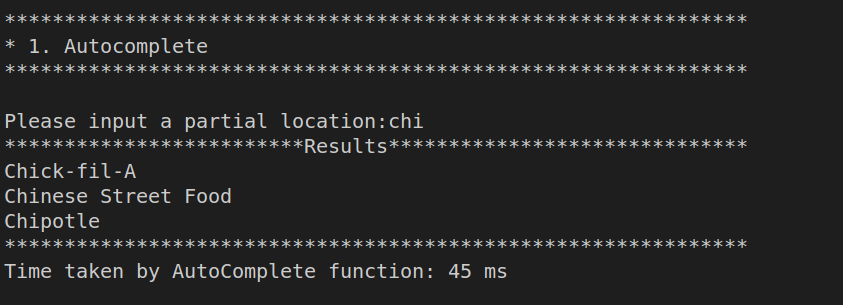 **************************************************************
* 1. Autocomplete
**************************************************************
Please input a partial location:chi
*************************Results******************************
Chick-fil-A
Chinese Street Food
Chipotle
**************************************************************
Time taken by AutoComplete function: 45 ms